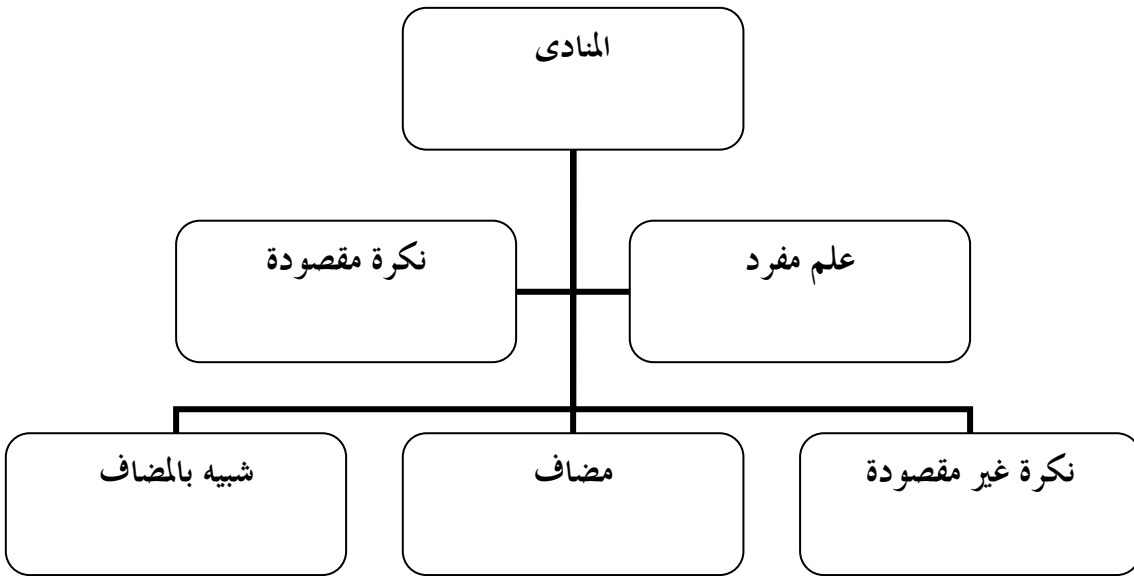 المنادى
علم مفرد
نكرة مقصودة
نكرة غير مقصودة
مضاف
شبيه بالمضاف